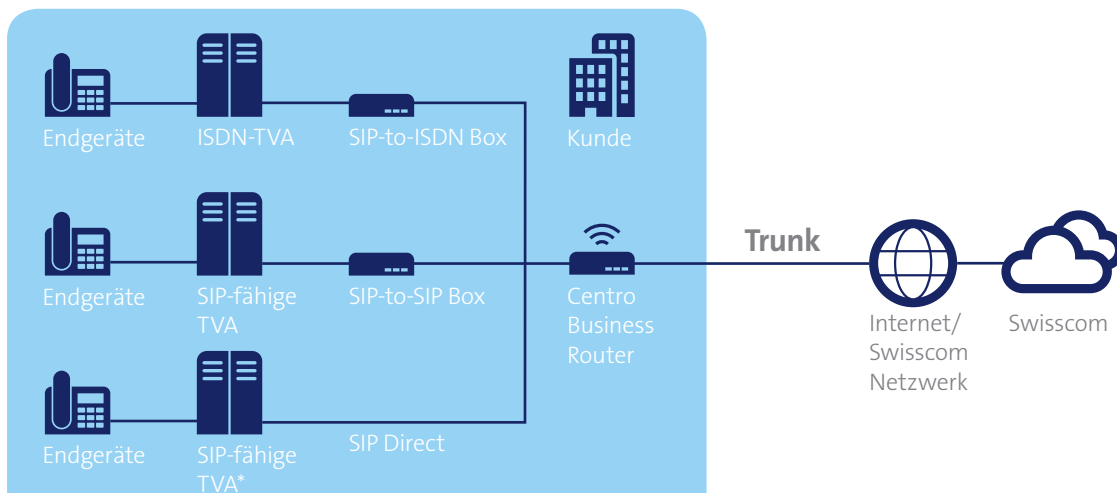 Endgeräte
ISDN-TVA
SIP-to-ISDN Box
Kunde
Endgeräte
SIP-fähige
TVA
SIP-to-SIP Box
Centro
Business
Router
Trunk
Internet/
Swisscom
Netzwerk
Swisscom
Endgeräte
SIP-fähige
TVA*
SIP Direct